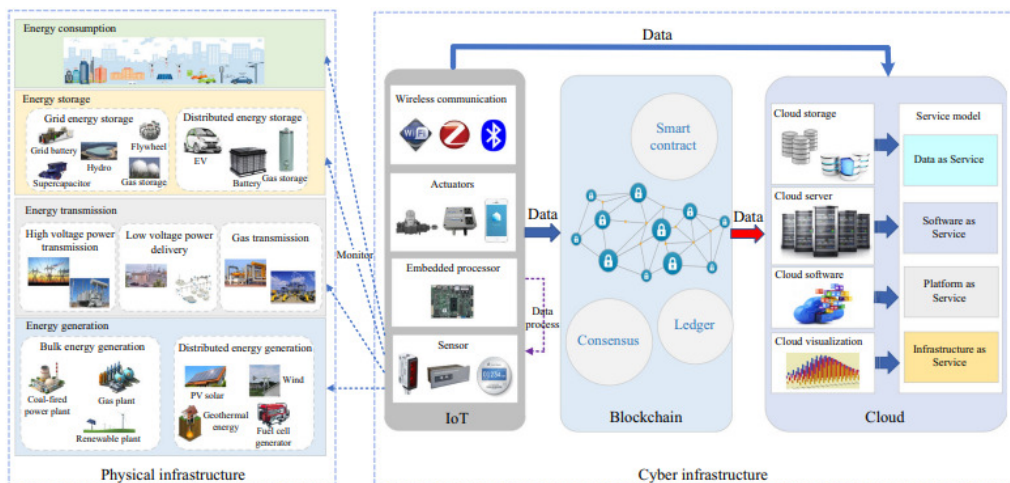 Energy consumption
Energy storage
Grid energy storage
Grid battery
Flywheel
Hydro
Supercapacitor
Gas storage
Distributed energy storage
EV
Battery
Gas storage
Energy transmission
High voltage power
transmission
Low voltage power
delivery
Gas transmission
Energy generation
Bulk energy generation
Coal-fired
power plant
Gas plant
Renewable plant
Distributed energy generation
PV solar
Wind
Geothermal
energy
Fuel cell
generator
Physical infrastructure
Monitor
Data
Wireless communication
WiFi
Actuators
Embedded processor
Data
process
Sensor
IoT
Data
Smart
contract
Consensus
Ledger
Blockchain
Data
Cloud storage
Cloud server
Cloud software
Cloud visualization
Service model
Data as Service
Software as
Service
Platform as
Service
Infrastructure as
Service
Cloud
Cyber infrastructure